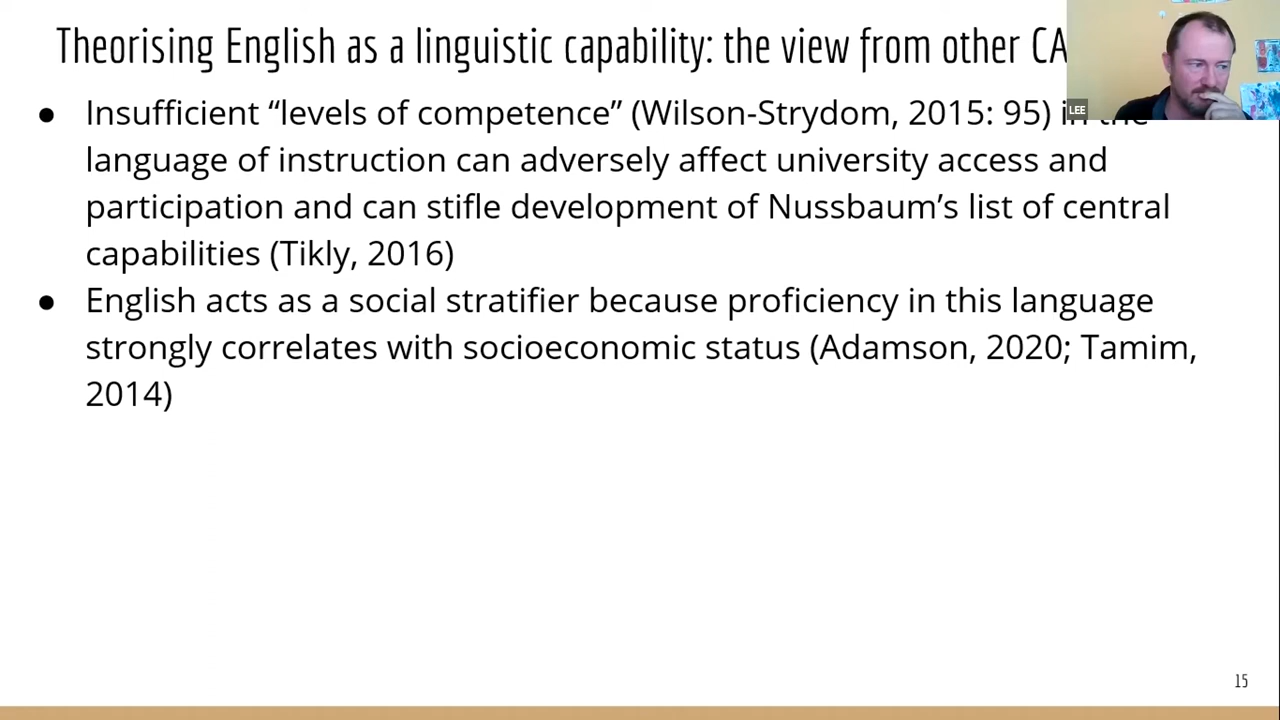 Theorising English as a linguistic capability: the view from other CA
LEE
● Insufficient “levels of competence” (Wilson-Strydom, 2015: 95) in the
language of instruction can adversely affect university access and
participation and can stifle development of Nussbaum’s list of central
capabilities (Tikly, 2016)
● English acts as a social stratifier because proficiency in this language
strongly correlates with socioeconomic status (Adamson, 2020; Tamim,
2014)
15